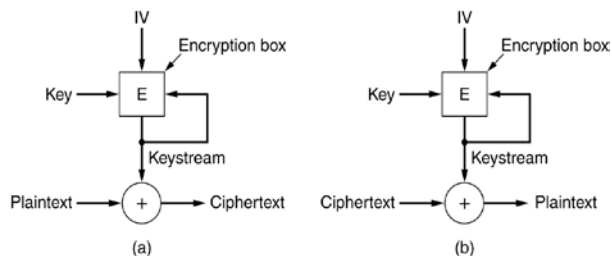 IV
Encryption box
Key
E
Keystream
Plaintext
+
Ciphertext
(a)
IV
Encryption box
Key
E
Keystream
Ciphertext
+
Plaintext
(b)